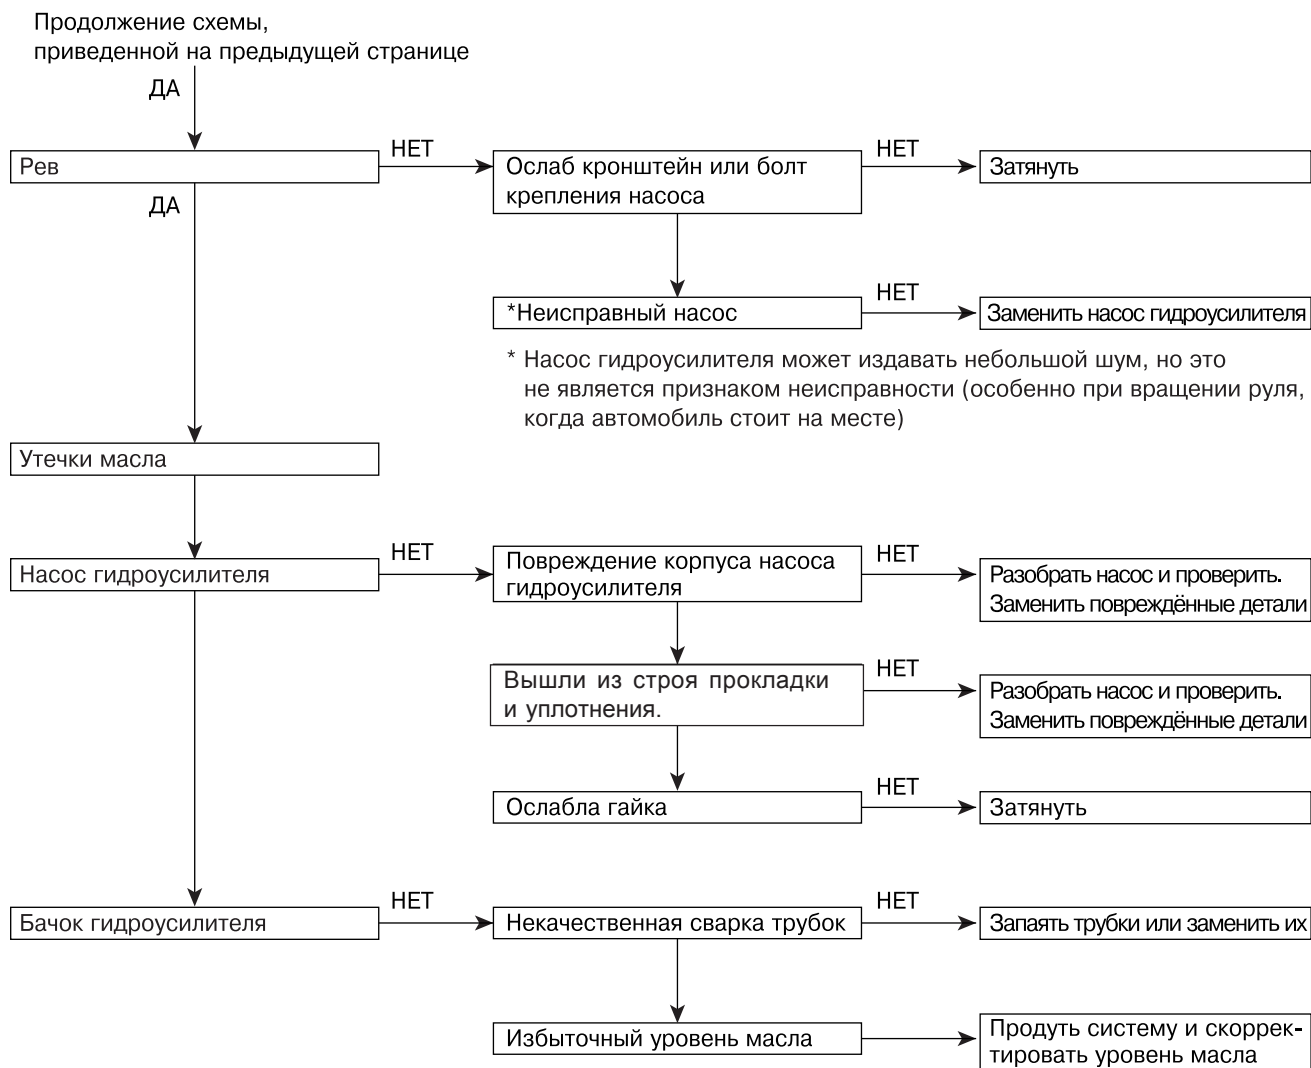 Продолжение схемы,
приведенной на предыдущей странице
ДА
Рев
НЕТ
Ослаб кронштейн или болт
крепления насоса
НЕТ
Затянуть
ДА
*Неисправный насос
НЕТ
Заменить насос гидроусилителя
* Насос гидроусилителя может издавать небольшой шум, но это
не является признаком неисправности (особенно при вращении руля,
когда автомобиль стоит на месте)
Утечки масла
Насос гидроусилителя
НЕТ
Повреждение корпуса насоса
гидроусилителя
НЕТ
Разобрать насос и проверить.
Заменить повреждённые детали
Вышли из строя прокладки
и уплотнения.
НЕТ
Разобрать насос и проверить.
Заменить повреждённые детали
Ослабла гайка
НЕТ
Затянуть
Бачок гидроусилителя
НЕТ
Некачественная сварка трубок
НЕТ
Запаять трубки или заменить их
Избыточный уровень масла
Продуть систему и скоррек-
тировать уровень масла